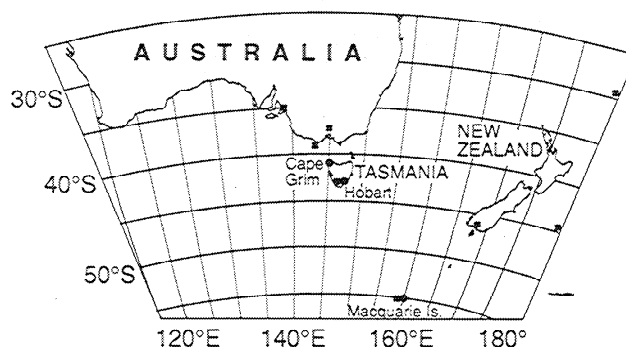 AUSTRALIA
30°S
NEW
ZEALAND
Cape
Grim
TASMANIA
40°S
Hobart
50°S
Macquarie Is.
120°E 140°E 160°E 180°